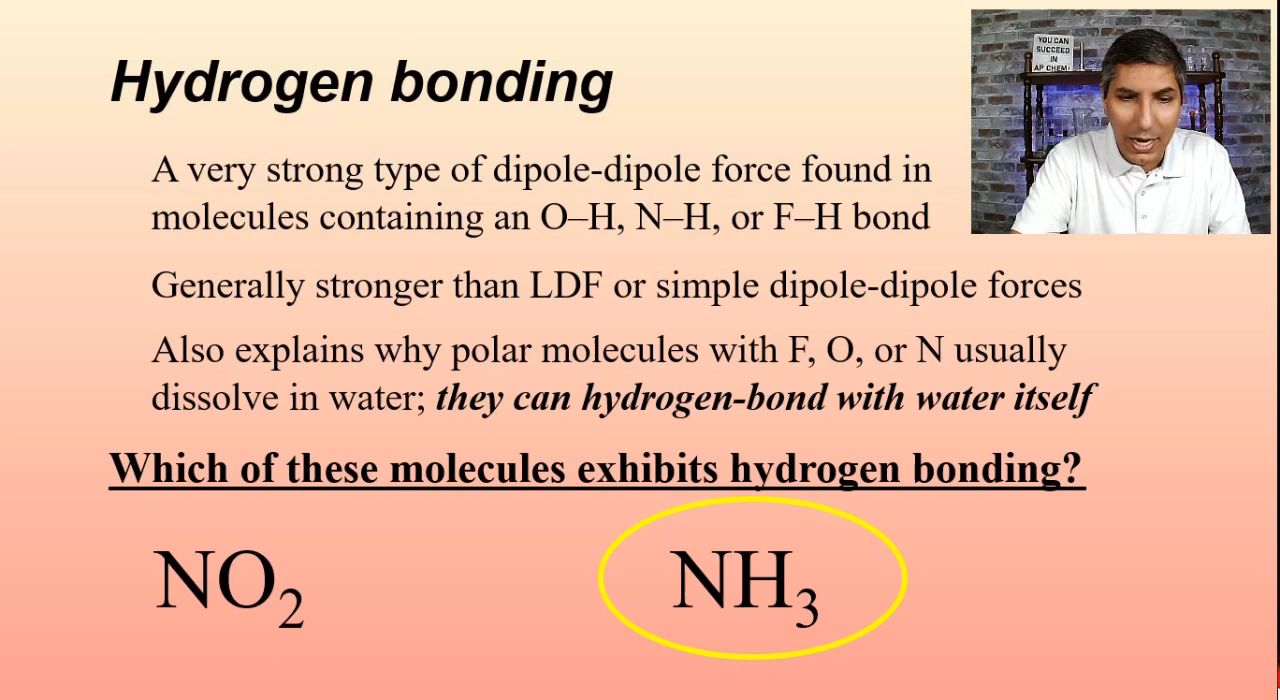 Hydrogen bonding
YOU CAN
SUCCEED
IN
AP CHEM!
A very strong type of dipole-dipole force found in
molecules containing an O–H, N–H, or F–H bond
Generally stronger than LDF or simple dipole-dipole forces
Also explains why polar molecules with F, O, or N usually
dissolve in water; they can hydrogen-bond with water itself
Which of these molecules exhibits hydrogen bonding?
NO₂
NH₃